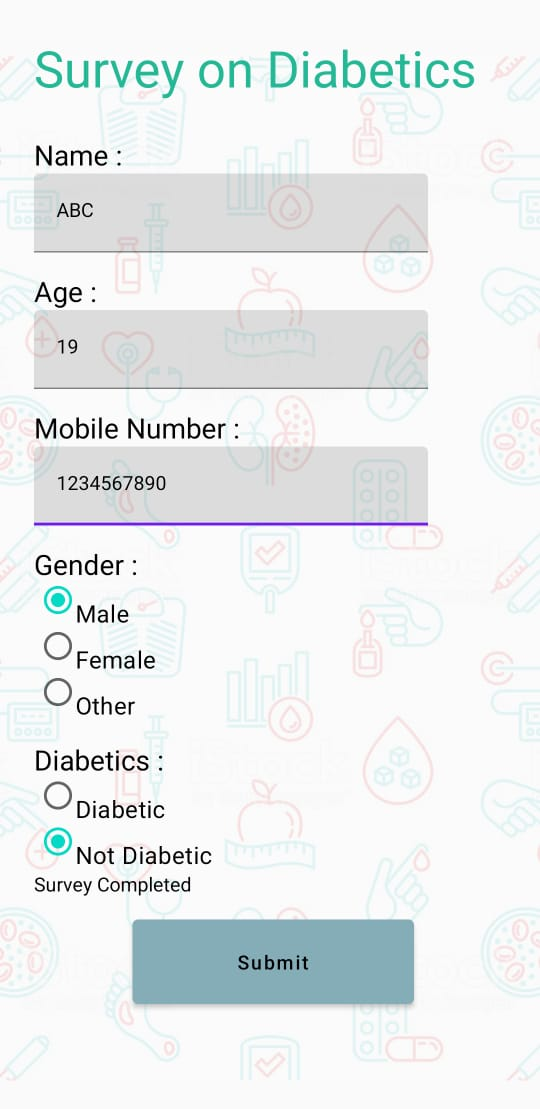 Survey on Diabetics
Name :
ABC
Age :
19
Mobile Number :
1234567890
Gender :
Male
Female
Other
Diabetics :
Diabetic
Not Diabetic
Survey Completed
Submit